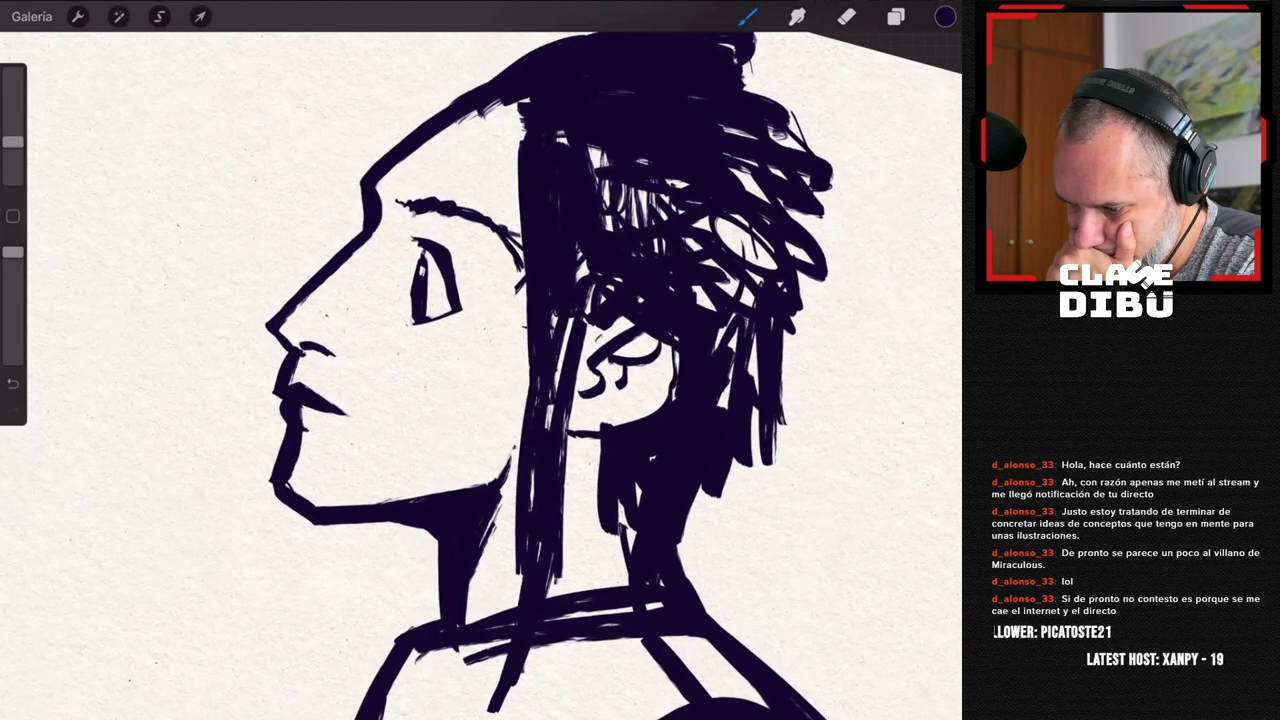 Galería
CLASE
DIBU
d_alonso_33: Hola, hace cuánto están?
d_alonso_33: Ah, con razón apenas me metí al stream y
me llegó notificación de tu directo
d_alonso_33: Justo estoy tratando de terminar de
concretar ideas de conceptos que tengo en mente para
unas ilustraciones.
d_alonso_33: De pronto se parece un poco al villano de
Miraculous.
d_alonso_33: lol
d_alonso_33: Si de pronto no contesto es porque se me
cae el internet y el directo
LLOWER: PICATOSTE21
LATEST HOST: XANPY - 19